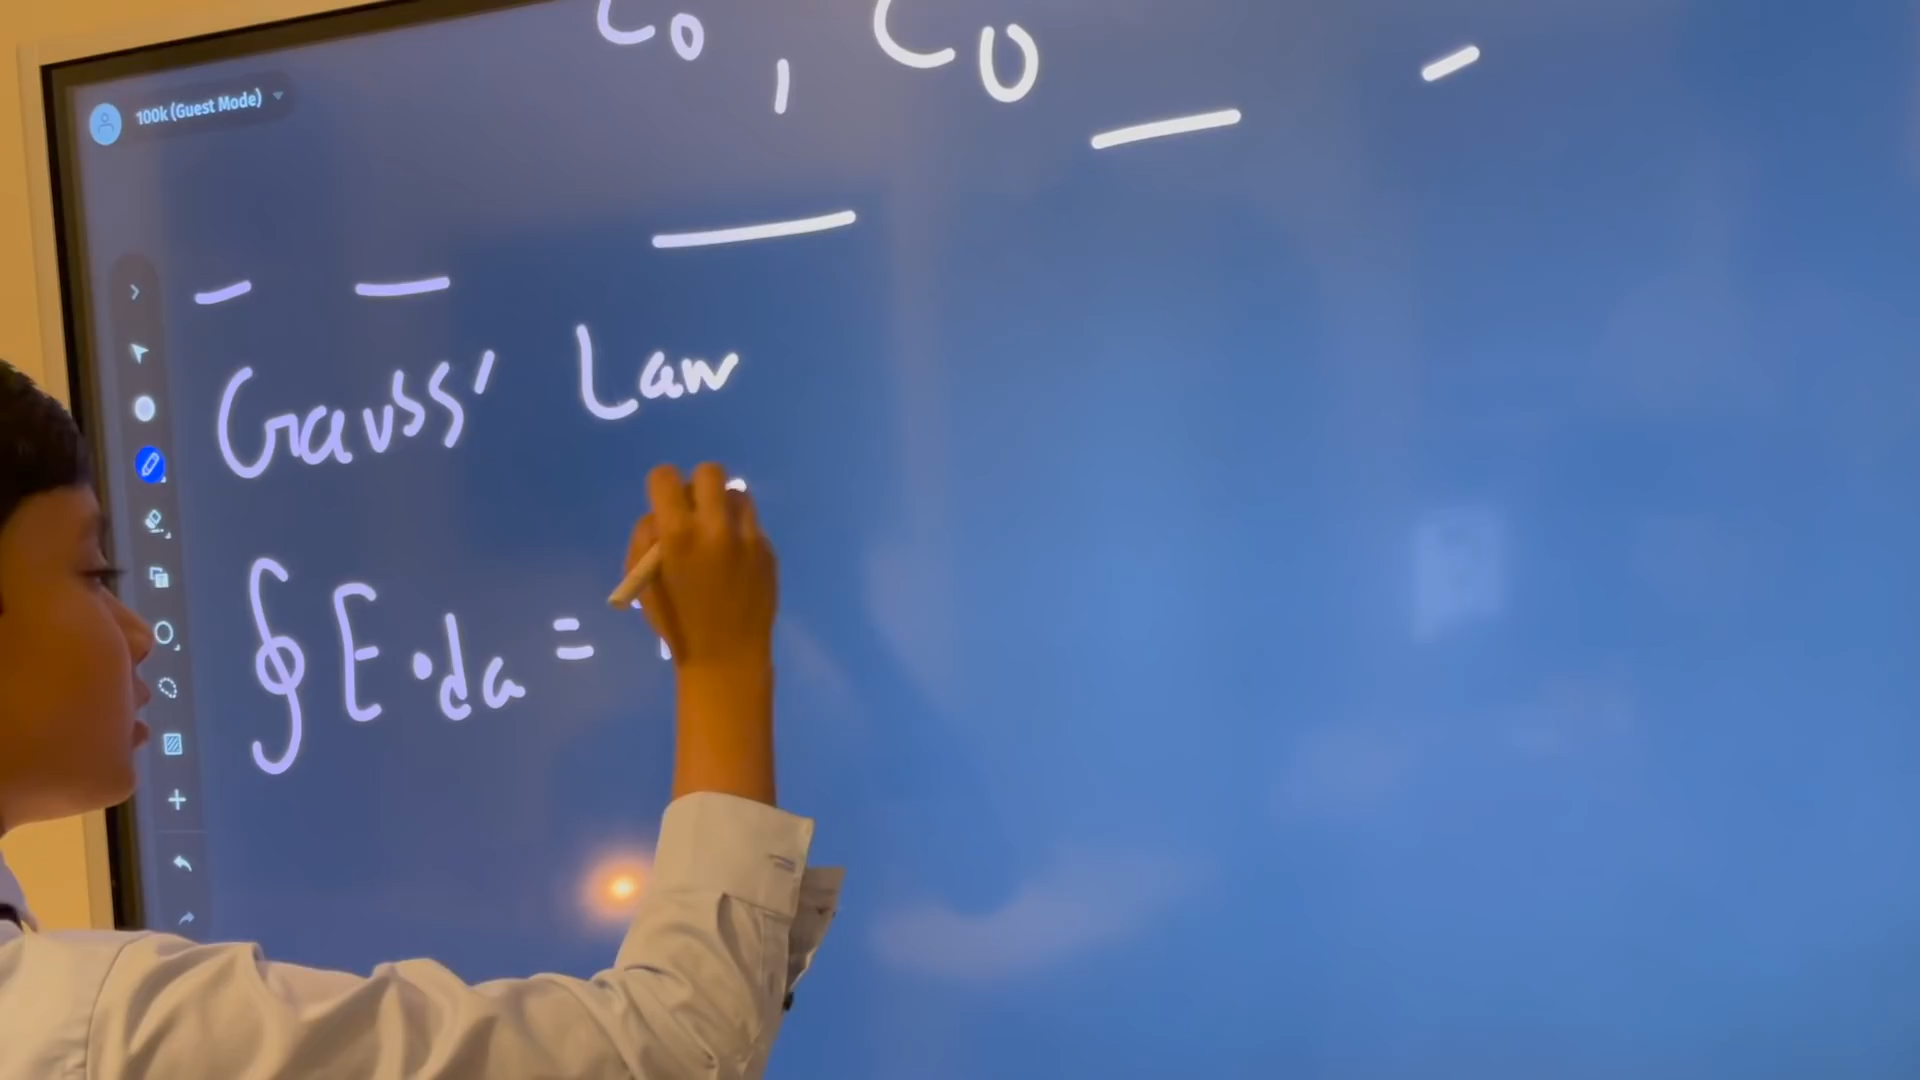 100k (Guest Mode)
Gauss' Law
∮ E · da =